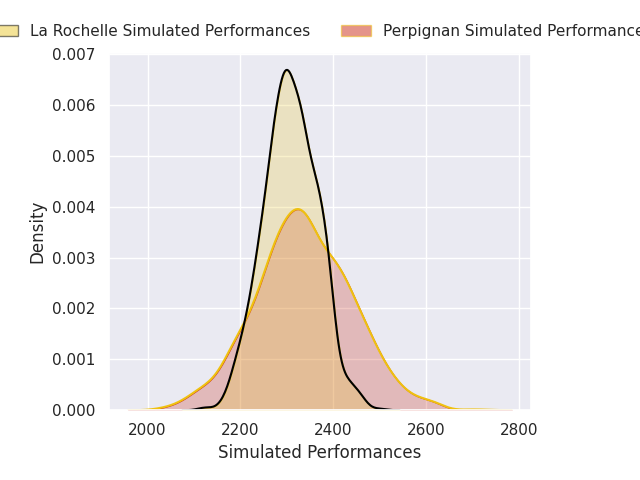 La Rochelle Simulated Performances
Perpignan Simulated Performance
0.007
0.006
0.005
0.004
0.003
0.002
0.001
0.000
Density
2000 2200 2400 2600 2800
Simulated Performances